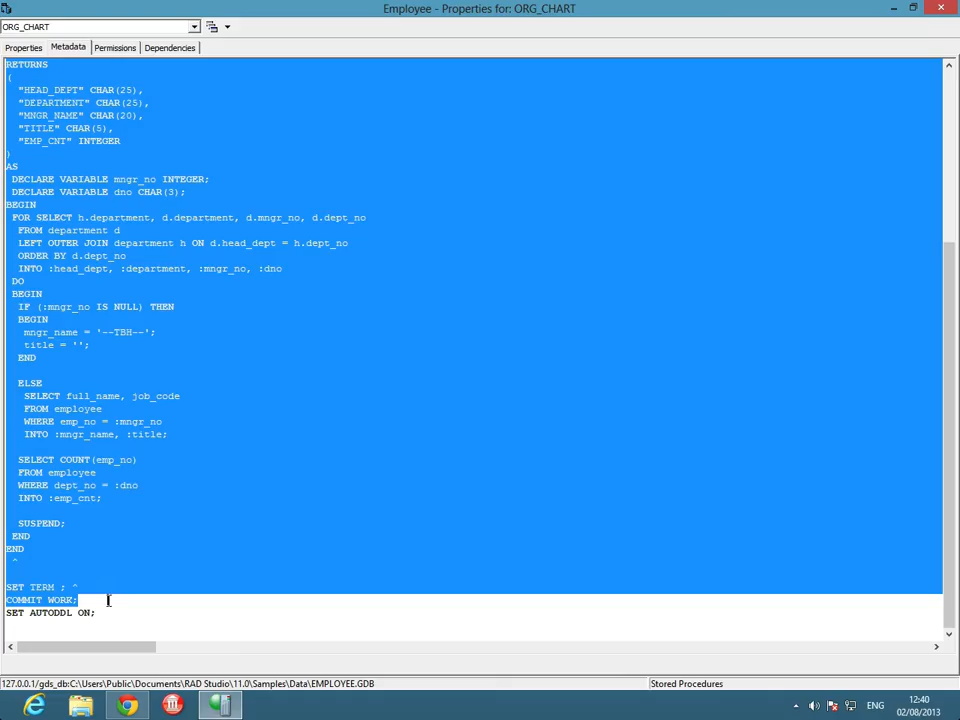 Employee - Properties for: ORG_CHART
ORG_CHART
Properties Metadata Permissions Dependencies
RETURNS
(
"HEAD_DEPT" CHAR(25),
"DEPARTMENT" CHAR(25),
"MNGR_NAME" CHAR(20),
"TITLE" CHAR(5),
"EMP_CNT" INTEGER
)
AS
DECLARE VARIABLE mngr_no INTEGER;
DECLARE VARIABLE dno CHAR(3);
BEGIN
FOR SELECT h.department, d.department, d.mngr_no, d.dept_no
FROM department d
LEFT OUTER JOIN department h ON d.head_dept = h.dept_no
ORDER BY d.dept_no
INTO :head_dept, :department, :mngr_no, :dno
DO
BEGIN
IF (:mngr_no IS NULL) THEN
BEGIN
mngr_name = '--TBH--';
title = '';
END
ELSE
SELECT full_name, job_code
FROM employee
WHERE emp_no = :mngr_no
INTO :mngr_name, :title;
SELECT COUNT(emp_no)
FROM employee
WHERE dept_no = :dno
INTO :emp_cnt;
SUSPEND;
END
END
^
SET TERM ; ^
COMMIT WORK;
SET AUTODDL ON;
127.0.0.1/gds_db:C:\Users\Public\Documents\RAD Studio\11.0\Samples\Data\EMPLOYEE.GDB Stored Procedures
ENG
12:40
02/08/2013